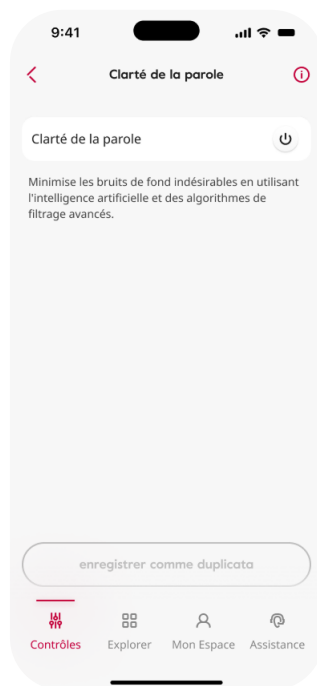 9:41
Clarté de la parole
Clarté de la parole
Minimise les bruits de fond indésirables en utilisant
l'intelligence artificielle et des algorithmes de
filtrage avancés.
enregistrer comme duplicata
Contrôles Explorer Mon Espace Assistance